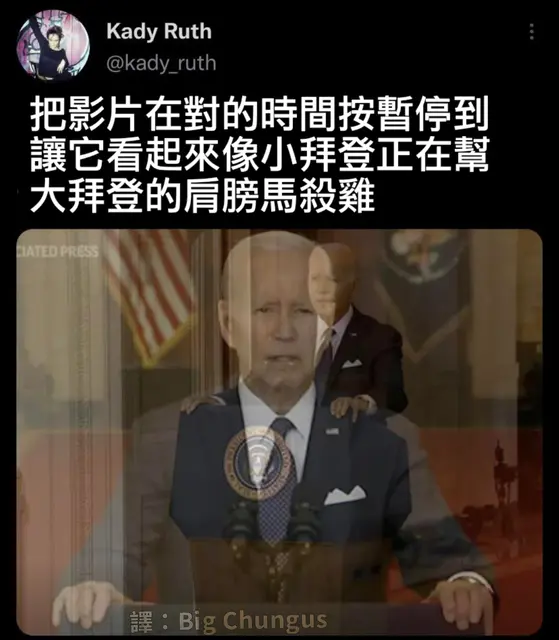 Kady Ruth
@kady_ruth
把影片在對的時間按暫停到
讓它看起來像小拜登正在幫
大拜登的肩膀馬殺雞
CIATED PRESS
譯：Big Chungus